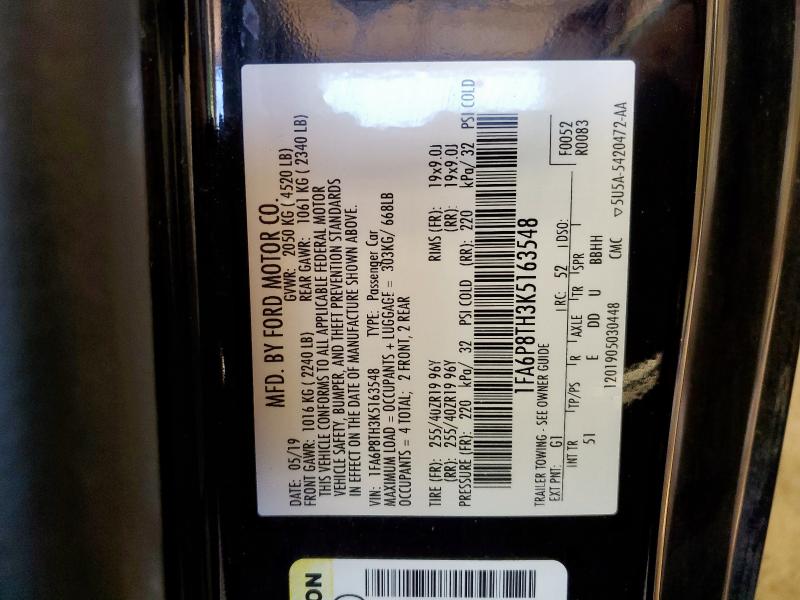 MFD. BY FORD MOTOR CO.
DATE: 05/19 GVWR: 2050 KG ( 4520 LB)
FRONT GAWR: 1016 KG ( 2240 LB) REAR GAWR: 1061 KG ( 2340 LB)
THIS VEHICLE CONFORMS TO ALL APPLICABLE FEDERAL MOTOR
VEHICLE SAFETY, BUMPER, AND THEFT PREVENTION STANDARDS
IN EFFECT ON THE DATE OF MANUFACTURE SHOWN ABOVE.
VIN: 1FA6P8TH3K5163548 TYPE: Passenger Car
MAXIMUM LOAD = OCCUPANTS + LUGGAGE = 303KG/ 668LB
OCCUPANTS = 4 TOTAL; 2 FRONT, 2 REAR
TIRE (FR): 255/40ZR19 96Y RIMS (FR): 19x9.0J
(RR): 255/40ZR19 96Y (RR): 19x9.0J
PRESSURE (FR): 220 kPa/ 32 PSI COLD (RR): 220 kPa/ 32 PSI COLD
1FA6P8TH3K5163548
TRAILER TOWING - SEE OWNER GUIDE
EXT PNT: G1 RC: 52 DSO: F0052
R0083
INT TR TP/PS R AXLE TR SPR
51 E DD U BBHH
1201905030448 CMC ▽5U5A-5420472-AA
ON